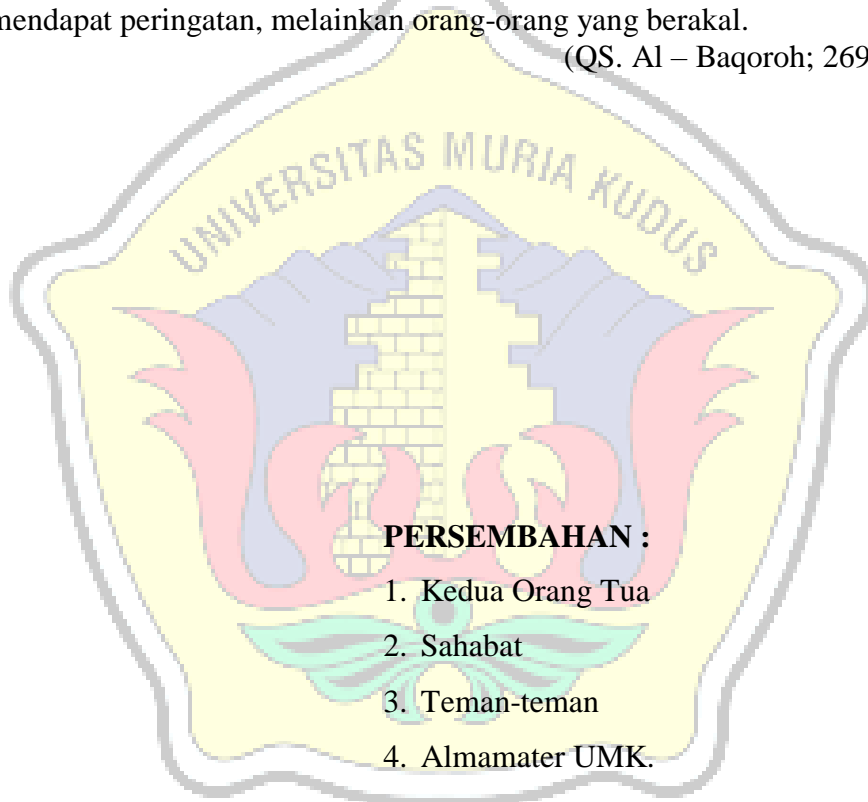 mendapat peringatan, melainkan orang-orang yang berakal.
(QS. Al – Baqoroh; 269
UNIVERSITAS MURIA KUDUS
PERSEMBAHAN :
1. Kedua Orang Tua
2. Sahabat
3. Teman-teman
4. Almamater UMK.